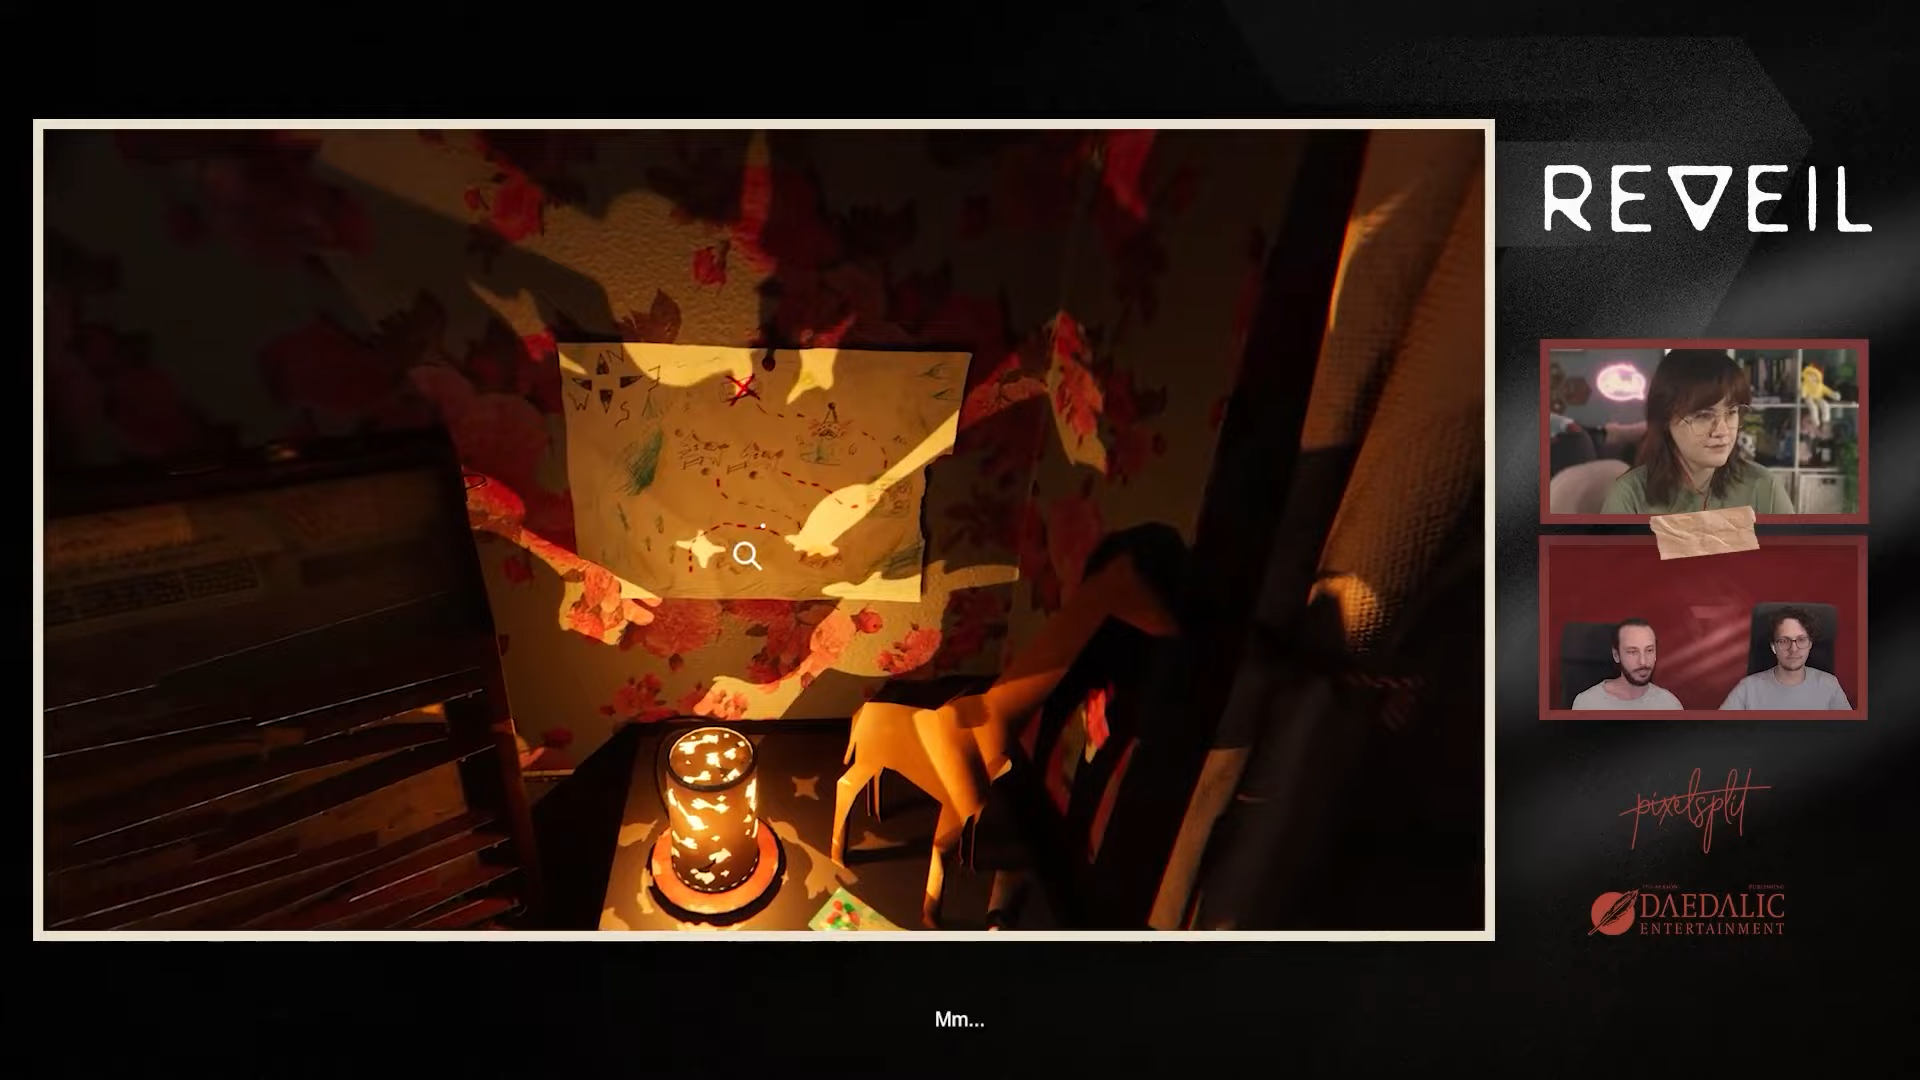 REVEIL
N
W
S
pixelsplit
DAEDALIC
ENTERTAINMENT
Mm...